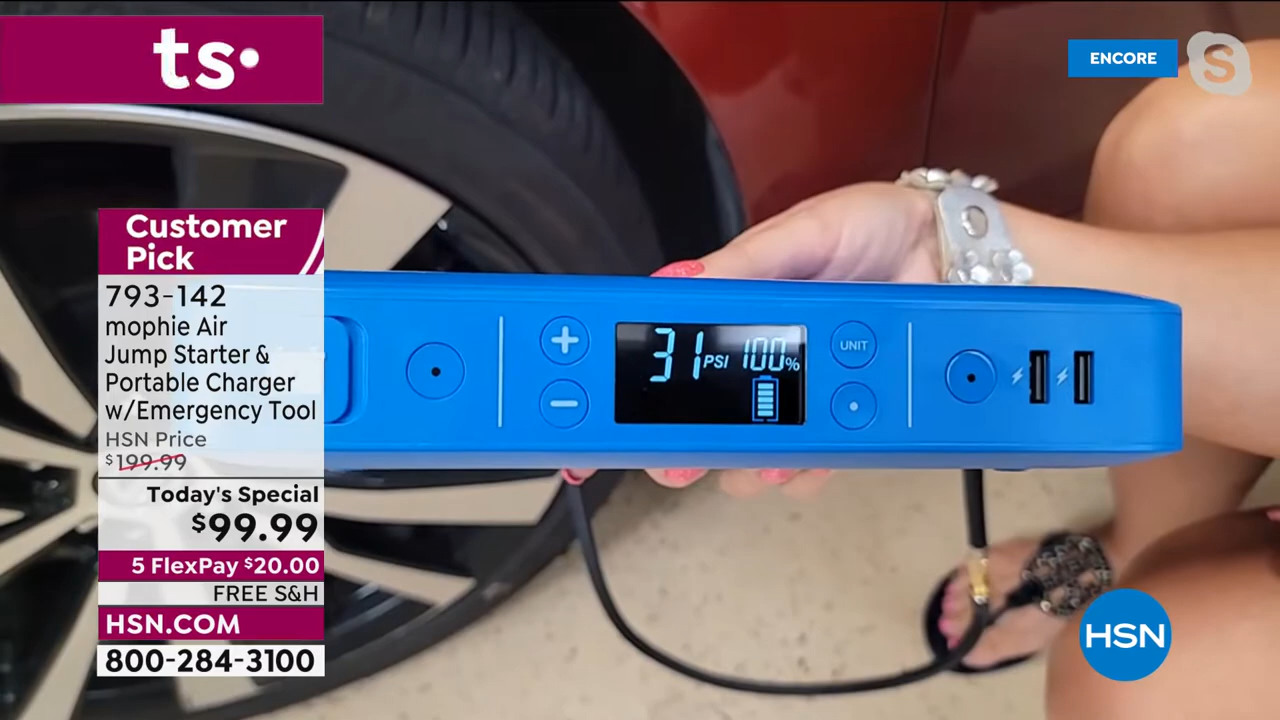 ts.
ENCORE
S
Customer
Pick
793-142
mophie Air
Jump Starter &
Portable Charger
w/Emergency Tool
HSN Price
$199.99
Today's Special
$99.99
5 FlexPay $20.00
FREE S&H
HSN.COM
800-284-3100
31 PSI 100%
UNIT
HSN